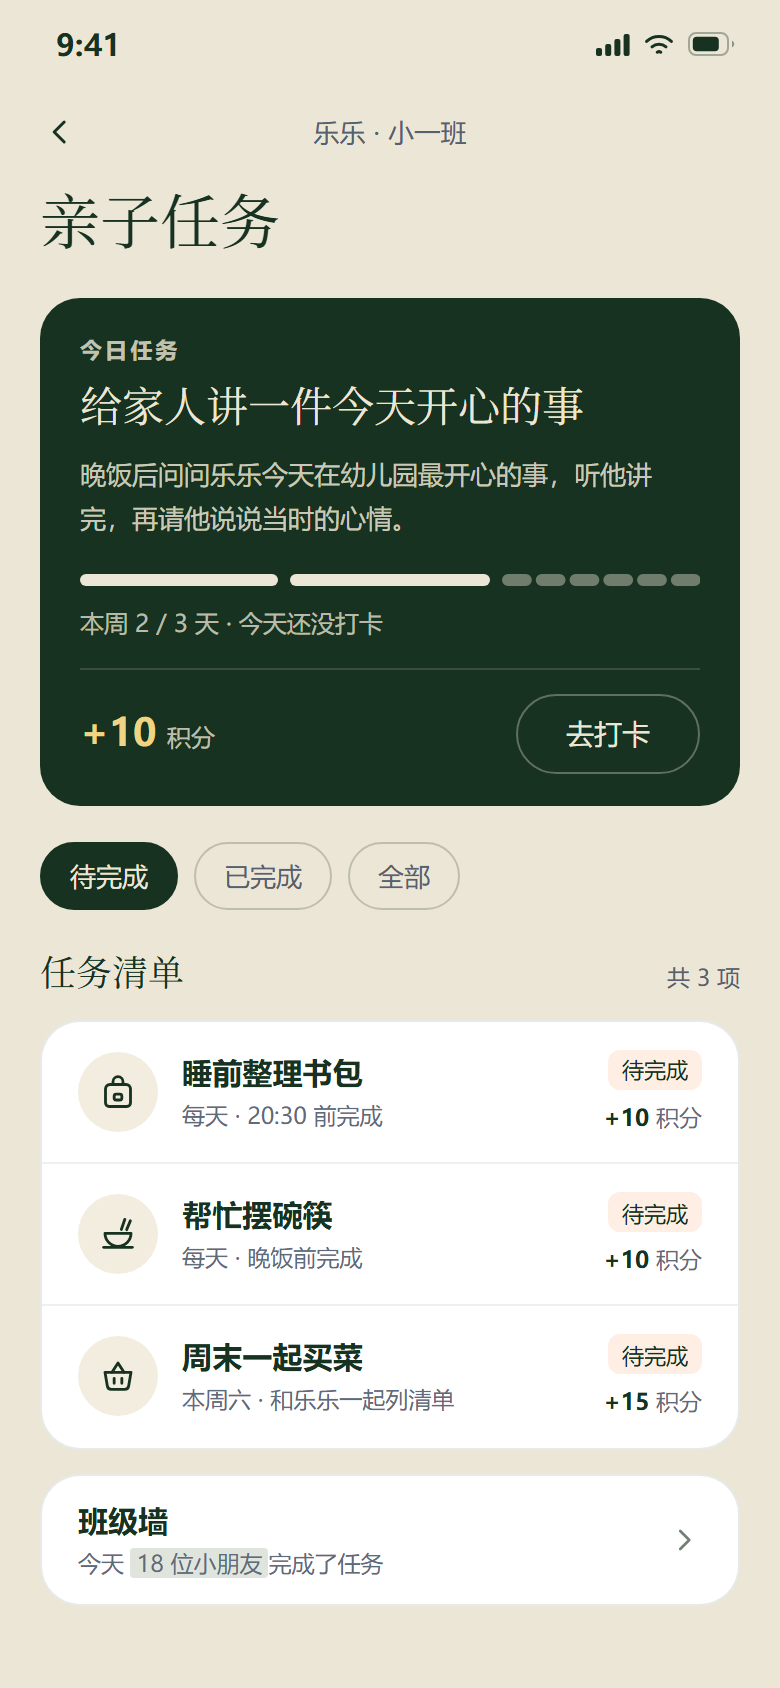 9:41
乐乐 · 小一班
亲子任务
今日任务
给家人讲一件今天开心的事
晚饭后问问乐乐今天在幼儿园最开心的事，听他讲
完，再请他说说当时的心情。
本周 2 / 3 天 · 今天还没打卡
+10 积分
去打卡
待完成 已完成 全部
任务清单
共 3 项
睡前整理书包
每天 · 20:30 前完成
待完成
+10 积分
帮忙摆碗筷
每天 · 晚饭前完成
待完成
+10 积分
周末一起买菜
本周六 · 和乐乐一起列清单
待完成
+15 积分
班级墙
今天 18 位小朋友完成了任务